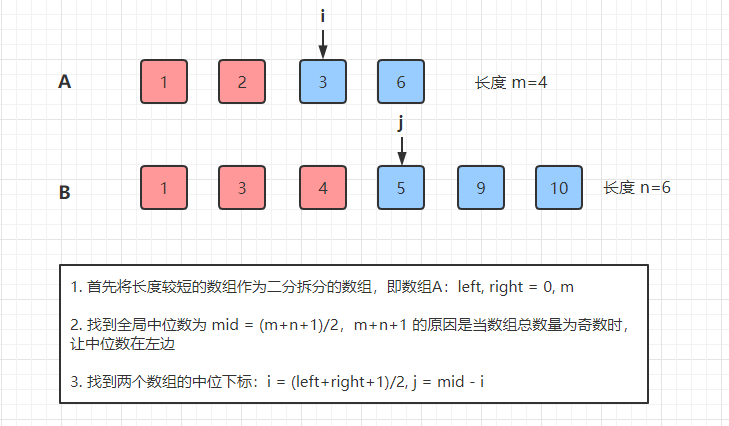 i
A 1 2 3 6 长度 m=4
j
B 1 3 4 5 9 10 长度 n=6
1. 首先将长度较短的数组作为二分拆分的数组，即数组A：left, right = 0, m
2. 找到全局中位数为 mid = (m+n+1)/2，m+n+1 的原因是当数组总数量为奇数时，
让中位数在左边
3. 找到两个数组的中位下标：i = (left+right+1)/2, j = mid - i